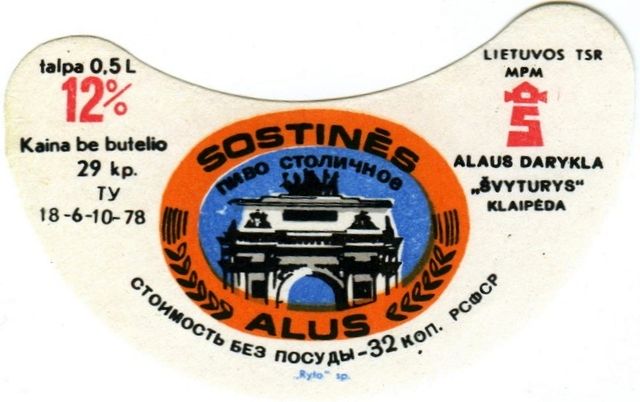 talpa 0,5 L
12%
Kaina be butelio
29 kp.
ТУ
18-6-10-78
SOSTINĖS
ПИВО СТОЛИЧНОЕ
ALUS
LIETUVOS TSR
MPM
ALAUS DARYKLA
„ŠVYTURYS"
KLAIPĖDA
СТОИМОСТЬ БЕЗ ПОСУДЫ-32 КОП. РСФСР
„Ryto" sp.